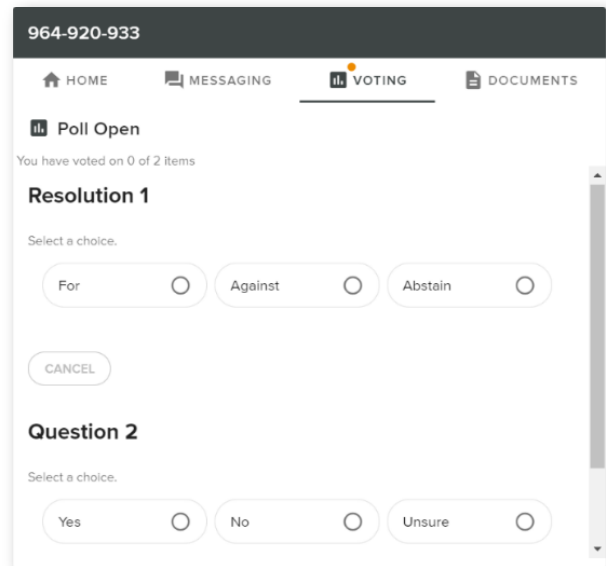 964-920-933
HOME MESSAGING VOTING DOCUMENTS
Poll Open
You have voted on 0 of 2 items
Resolution 1
Select a choice.
For Against Abstain
CANCEL
Question 2
Select a choice.
Yes No Unsure